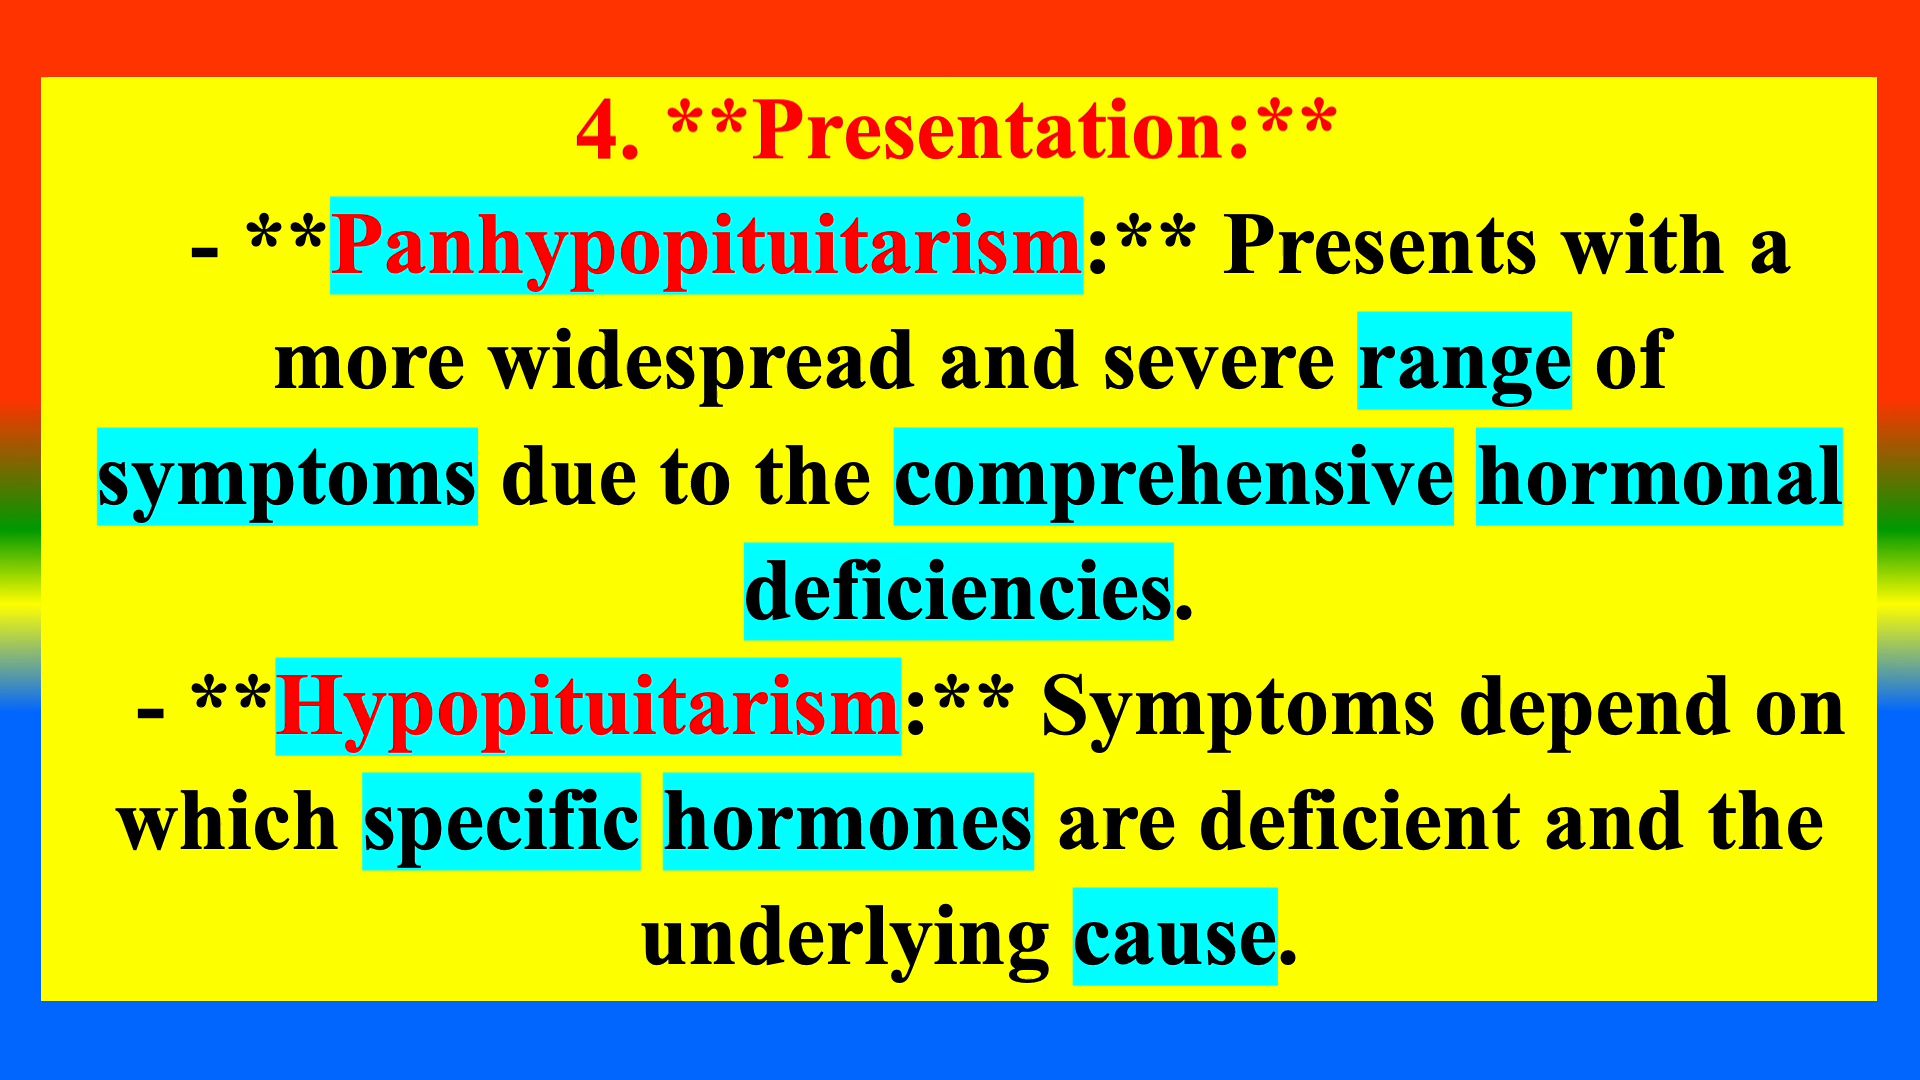 4. **Presentation:**
- **Panhypopituitarism:** Presents with a
more widespread and severe range of
symptoms due to the comprehensive hormonal
deficiencies.
- **Hypopituitarism:** Symptoms depend on
which specific hormones are deficient and the
underlying cause.